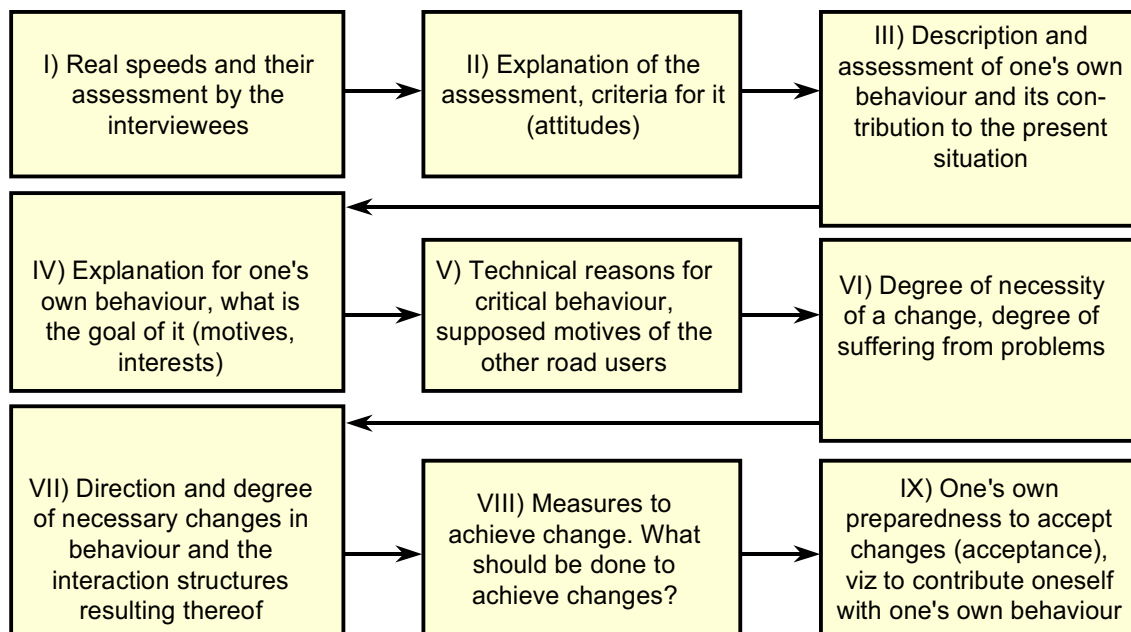 I) Real speeds and their
assessment by the
interviewees
II) Explanation of the
assessment, criteria for it
(attitudes)
III) Description and
assessment of one's own
behaviour and its con-
tribution to the present
situation
IV) Explanation for one's
own behaviour, what is
the goal of it (motives,
interests)
V) Technical reasons for
critical behaviour,
supposed motives of the
other road users
VI) Degree of necessity
of a change, degree of
suffering from problems
VII) Direction and degree
of necessary changes in
behaviour and the
interaction structures
resulting thereof
VIII) Measures to
achieve change. What
should be done to
achieve changes?
IX) One's own
preparedness to accept
changes (acceptance),
viz to contribute oneself
with one's own behaviour